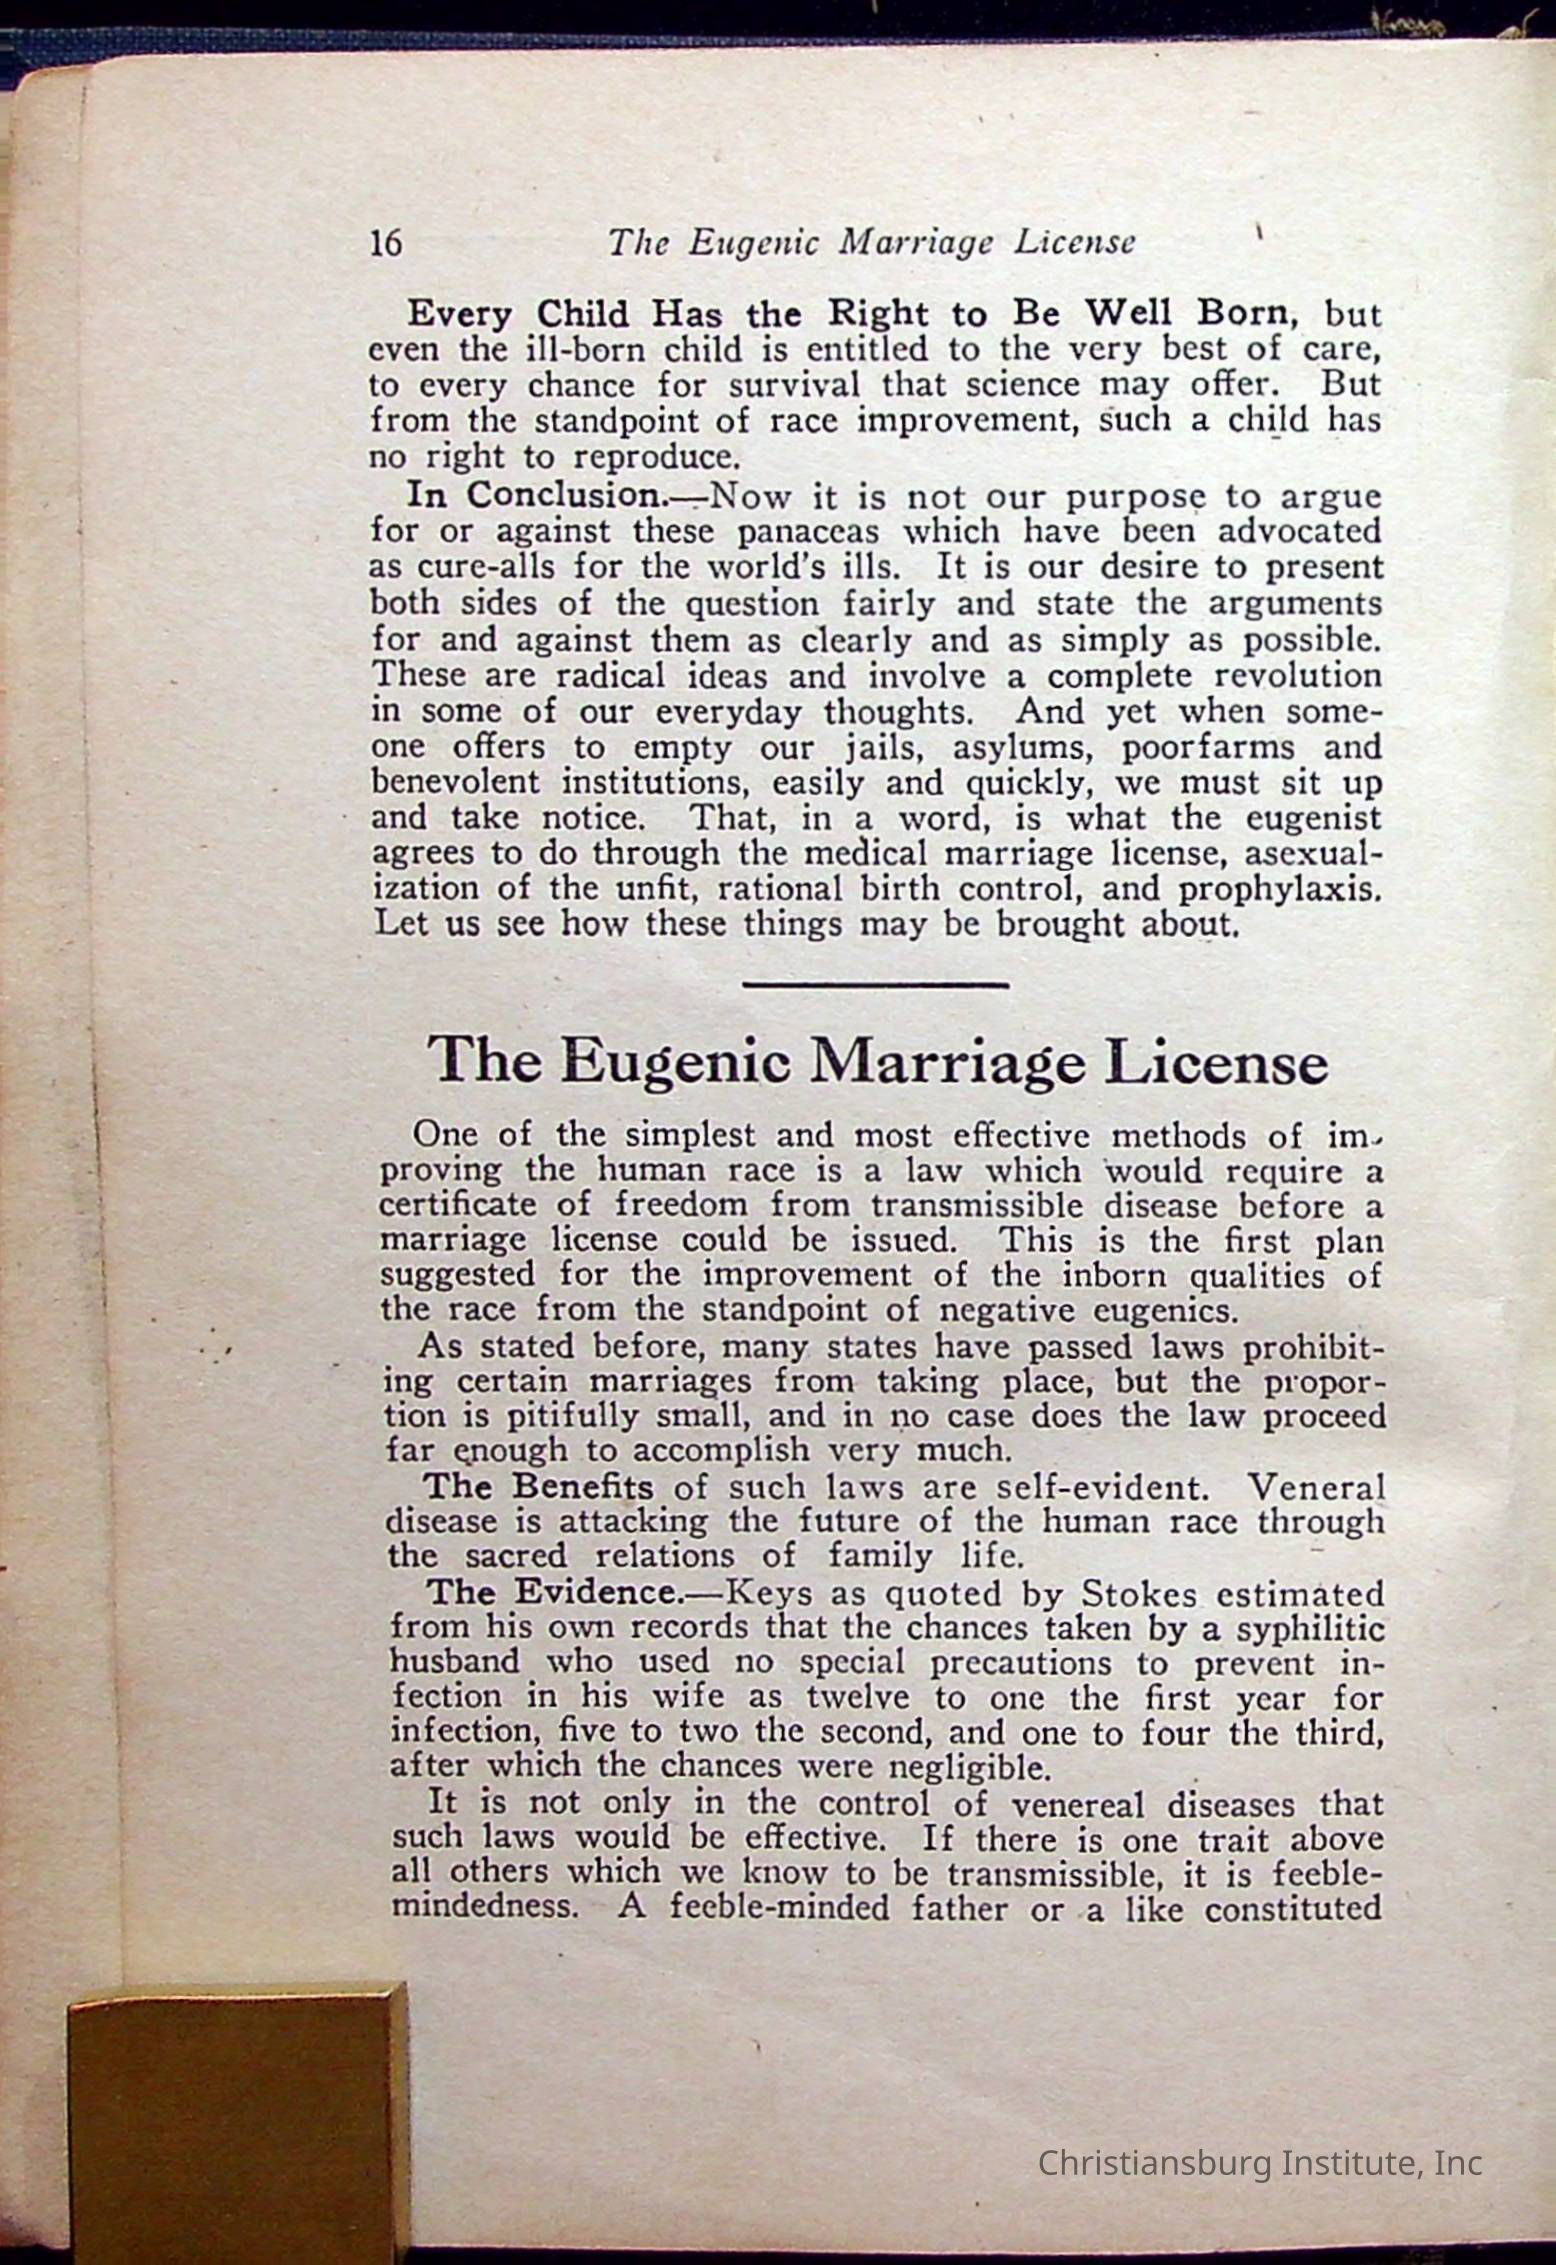 16 The Eugenic Marriage License
Every Child Has the Right to Be Well Born, but
even the ill-born child is entitled to the very best of care,
to every chance for survival that science may offer. But
from the standpoint of race improvement, such a child has
no right to reproduce.
In Conclusion.—Now it is not our purpose to argue
for or against these panaceas which have been advocated
as cure-alls for the world's ills. It is our desire to present
both sides of the question fairly and state the arguments
for and against them as clearly and as simply as possible.
These are radical ideas and involve a complete revolution
in some of our everyday thoughts. And yet when some-
one offers to empty our jails, asylums, poorfarms and
benevolent institutions, easily and quickly, we must sit up
and take notice. That, in a word, is what the eugenist
agrees to do through the medical marriage license, asexual-
ization of the unfit, rational birth control, and prophylaxis.
Let us see how these things may be brought about.
The Eugenic Marriage License
One of the simplest and most effective methods of im-
proving the human race is a law which would require a
certificate of freedom from transmissible disease before a
marriage license could be issued. This is the first plan
suggested for the improvement of the inborn qualities of
the race from the standpoint of negative eugenics.
As stated before, many states have passed laws prohibit-
ing certain marriages from taking place, but the propor-
tion is pitifully small, and in no case does the law proceed
far enough to accomplish very much.
The Benefits of such laws are self-evident. Veneral
disease is attacking the future of the human race through
the sacred relations of family life.
The Evidence.—Keys as quoted by Stokes estimated
from his own records that the chances taken by a syphilitic
husband who used no special precautions to prevent in-
fection in his wife as twelve to one the first year for
infection, five to two the second, and one to four the third,
after which the chances were negligible.
It is not only in the control of venereal diseases that
such laws would be effective. If there is one trait above
all others which we know to be transmissible, it is feeble-
mindedness. A feeble-minded father or a like constituted
Christiansburg Institute, Inc